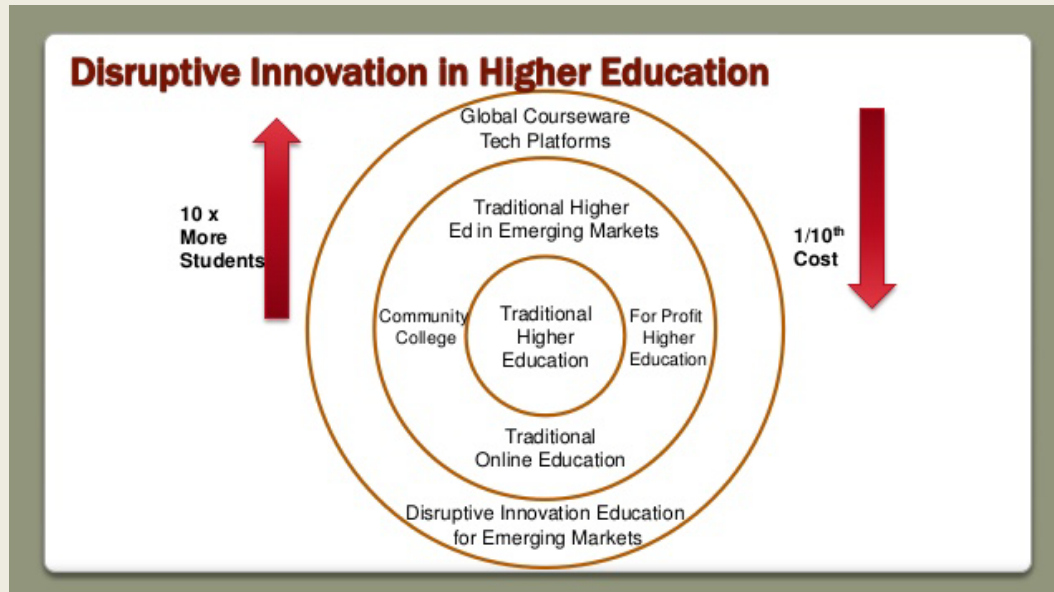 Disruptive Innovation in Higher Education
Global Courseware
Tech Platforms
10 x
More
Students
Traditional Higher
Ed in Emerging Markets
1/10th
Cost
Community
College
Traditional
Higher
Education
For Profit
Higher
Education
Traditional
Online Education
Disruptive Innovation Education
for Emerging Markets